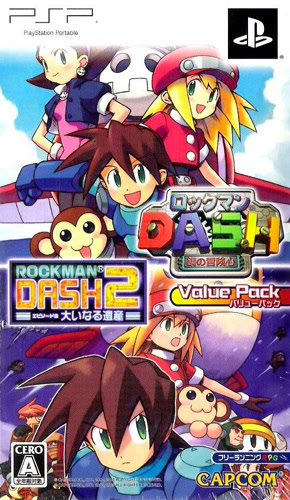 PSP
PlayStation Portable
ロックマン
DASH
鋼の冒険心
ROCKMAN®
DASH2
エピソード2 大いなる遺産
Value Pack
バリューパック
CERO
A
全年齢対象
フリーランニング
CAPCOM®